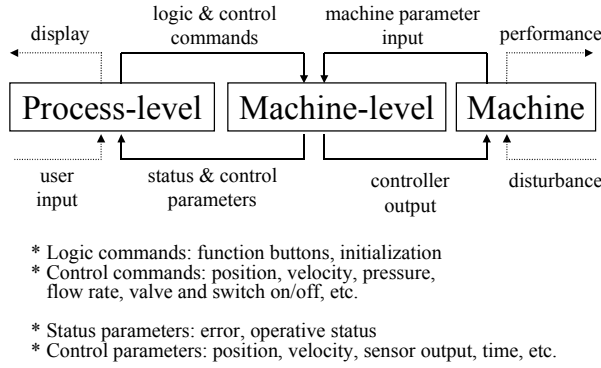 display
logic & control
commands
machine parameter
input
performance
Process-level
Machine-level
Machine
user
input
status & control
parameters
controller
output
disturbance
* Logic commands: function buttons, initialization
* Control commands: position, velocity, pressure,
flow rate, valve and switch on/off, etc.
* Status parameters: error, operative status
* Control parameters: position, velocity, sensor output, time, etc.